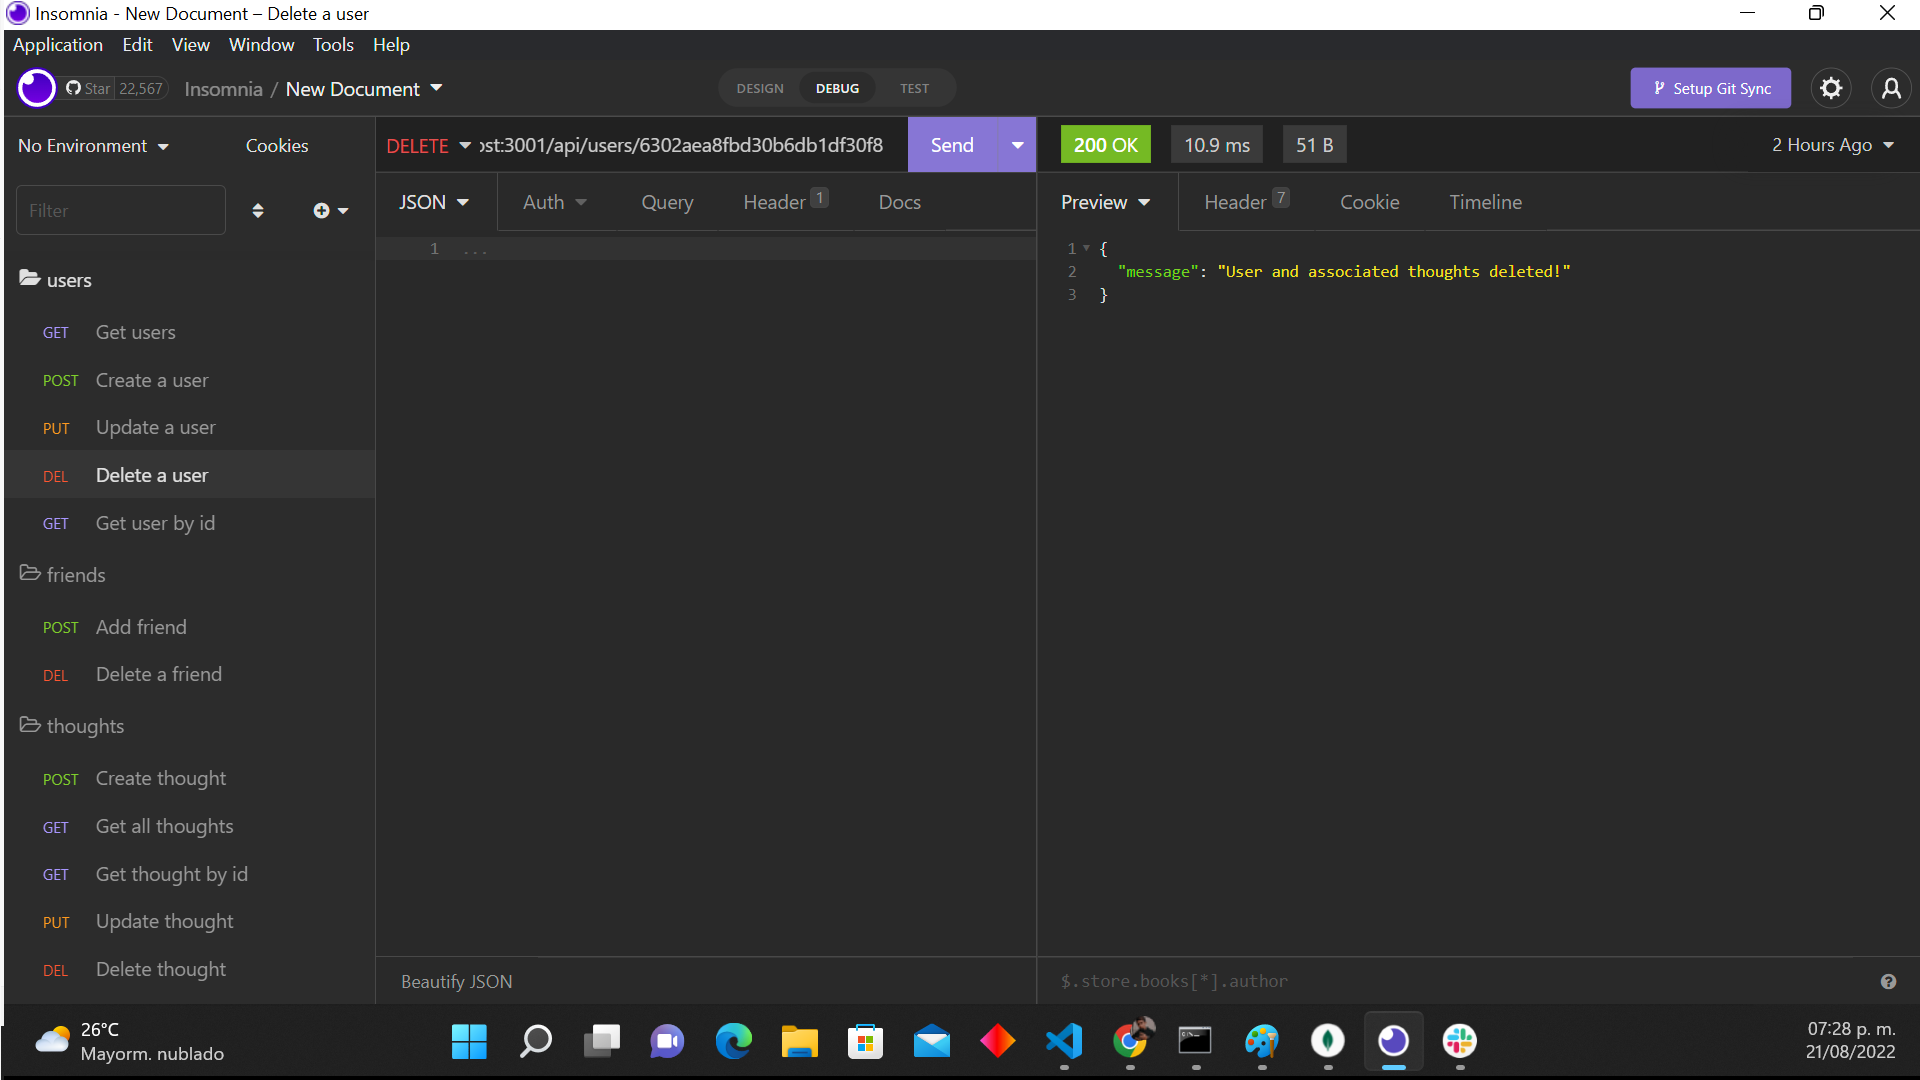 Insomnia - New Document – Delete a user
Application Edit View Window Tools Help
Star 22,567 Insomnia / New Document DESIGN DEBUG TEST Setup Git Sync
No Environment Cookies
Filter
users
GET Get users
POST Create a user
PUT Update a user
DEL Delete a user
GET Get user by id
friends
POST Add friend
DEL Delete a friend
thoughts
POST Create thought
GET Get all thoughts
GET Get thought by id
PUT Update thought
DEL Delete thought
DELETE ost:3001/api/users/6302aea8fbd30b6db1df30f8 Send
JSON Auth Query Header 1 Docs
1 ...
Beautify JSON
200 OK 10.9 ms 51 B 2 Hours Ago
Preview Header 7 Cookie Timeline
1 {
2 "message": "User and associated thoughts deleted!"
3 }
$.store.books[*].author
26°C
Mayorm. nublado
07:28 p. m.
21/08/2022